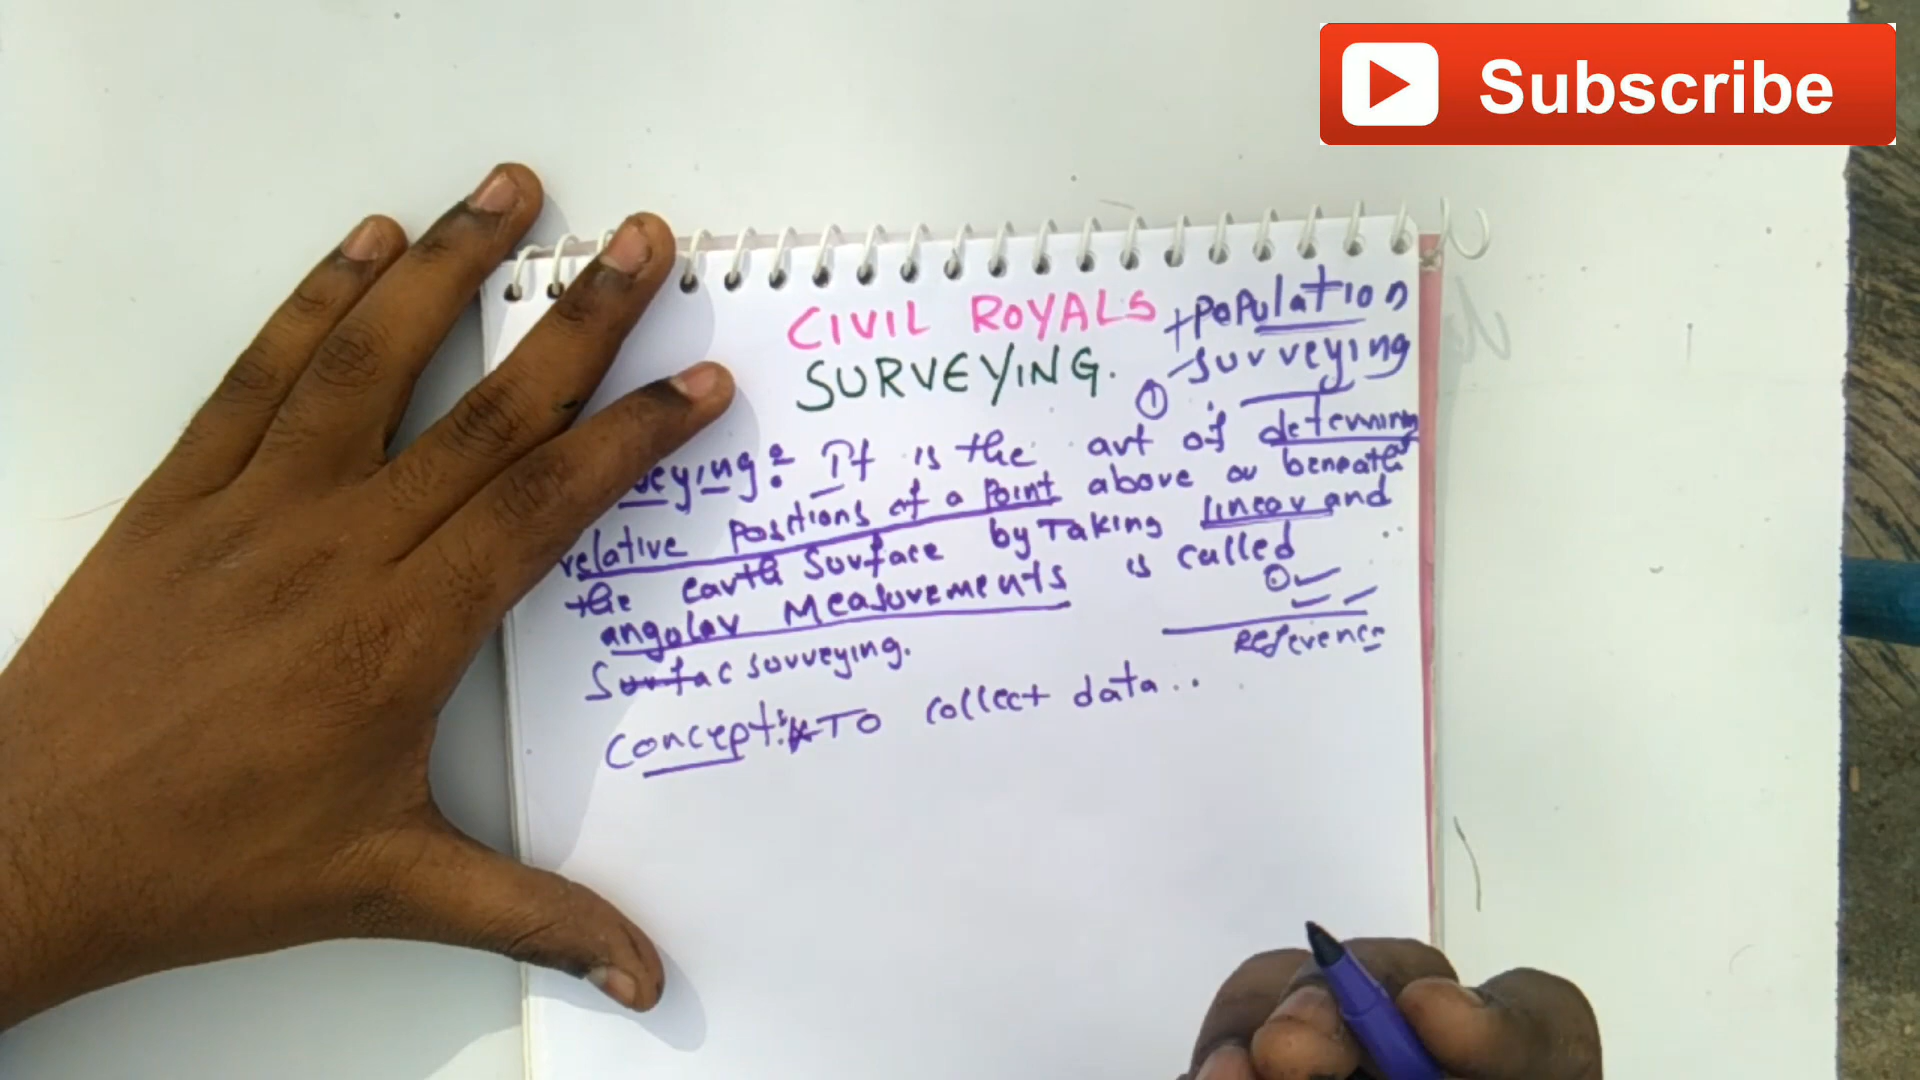 Subscribe
CIVIL ROYALS
+ population
SURVEYING.
surveying
①
veying: It is the art of determining
relative positions of a point above or beneath
the earth surface by Taking linear and
angular Measurements is called
surveying.
reference
Concept: TO collect data..